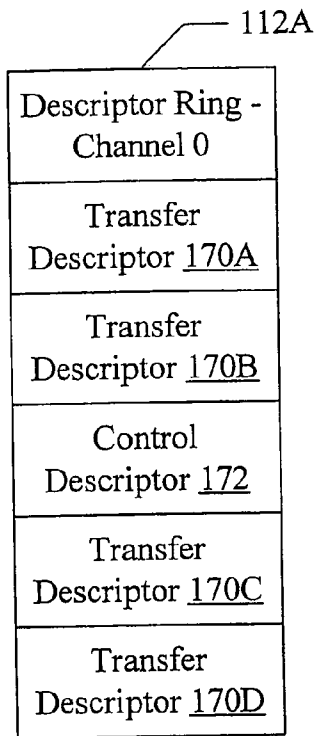 112A
Descriptor Ring -
Channel 0
Transfer
Descriptor 170A
Transfer
Descriptor 170B
Control
Descriptor 172
Transfer
Descriptor 170C
Transfer
Descriptor 170D